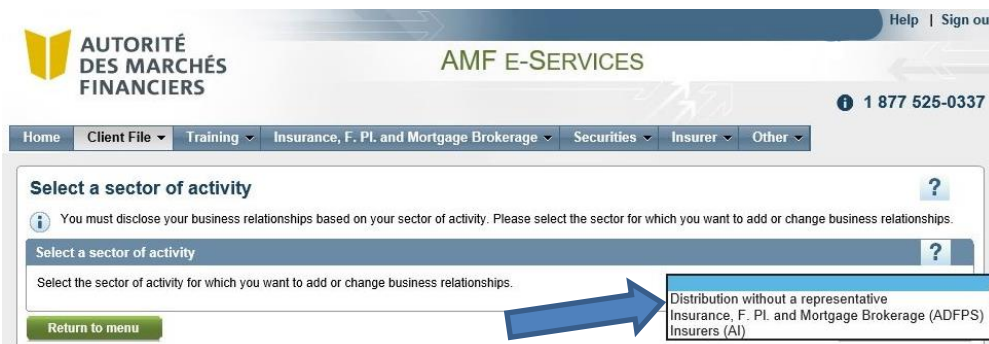 Help | Sign ou
AUTORITÉ
DES MARCHÉS
FINANCIERS
AMF E-SERVICES
1 877 525-0337
Home Client File Training Insurance, F. Pl. and Mortgage Brokerage Securities Insurer Other
Select a sector of activity ?
You must disclose your business relationships based on your sector of activity. Please select the sector for which you want to add or change business relationships.
Select a sector of activity ?
Select the sector of activity for which you want to add or change business relationships.
Distribution without a representative
Insurance, F. Pl. and Mortgage Brokerage (ADFPS)
Insurers (AI)
Return to menu